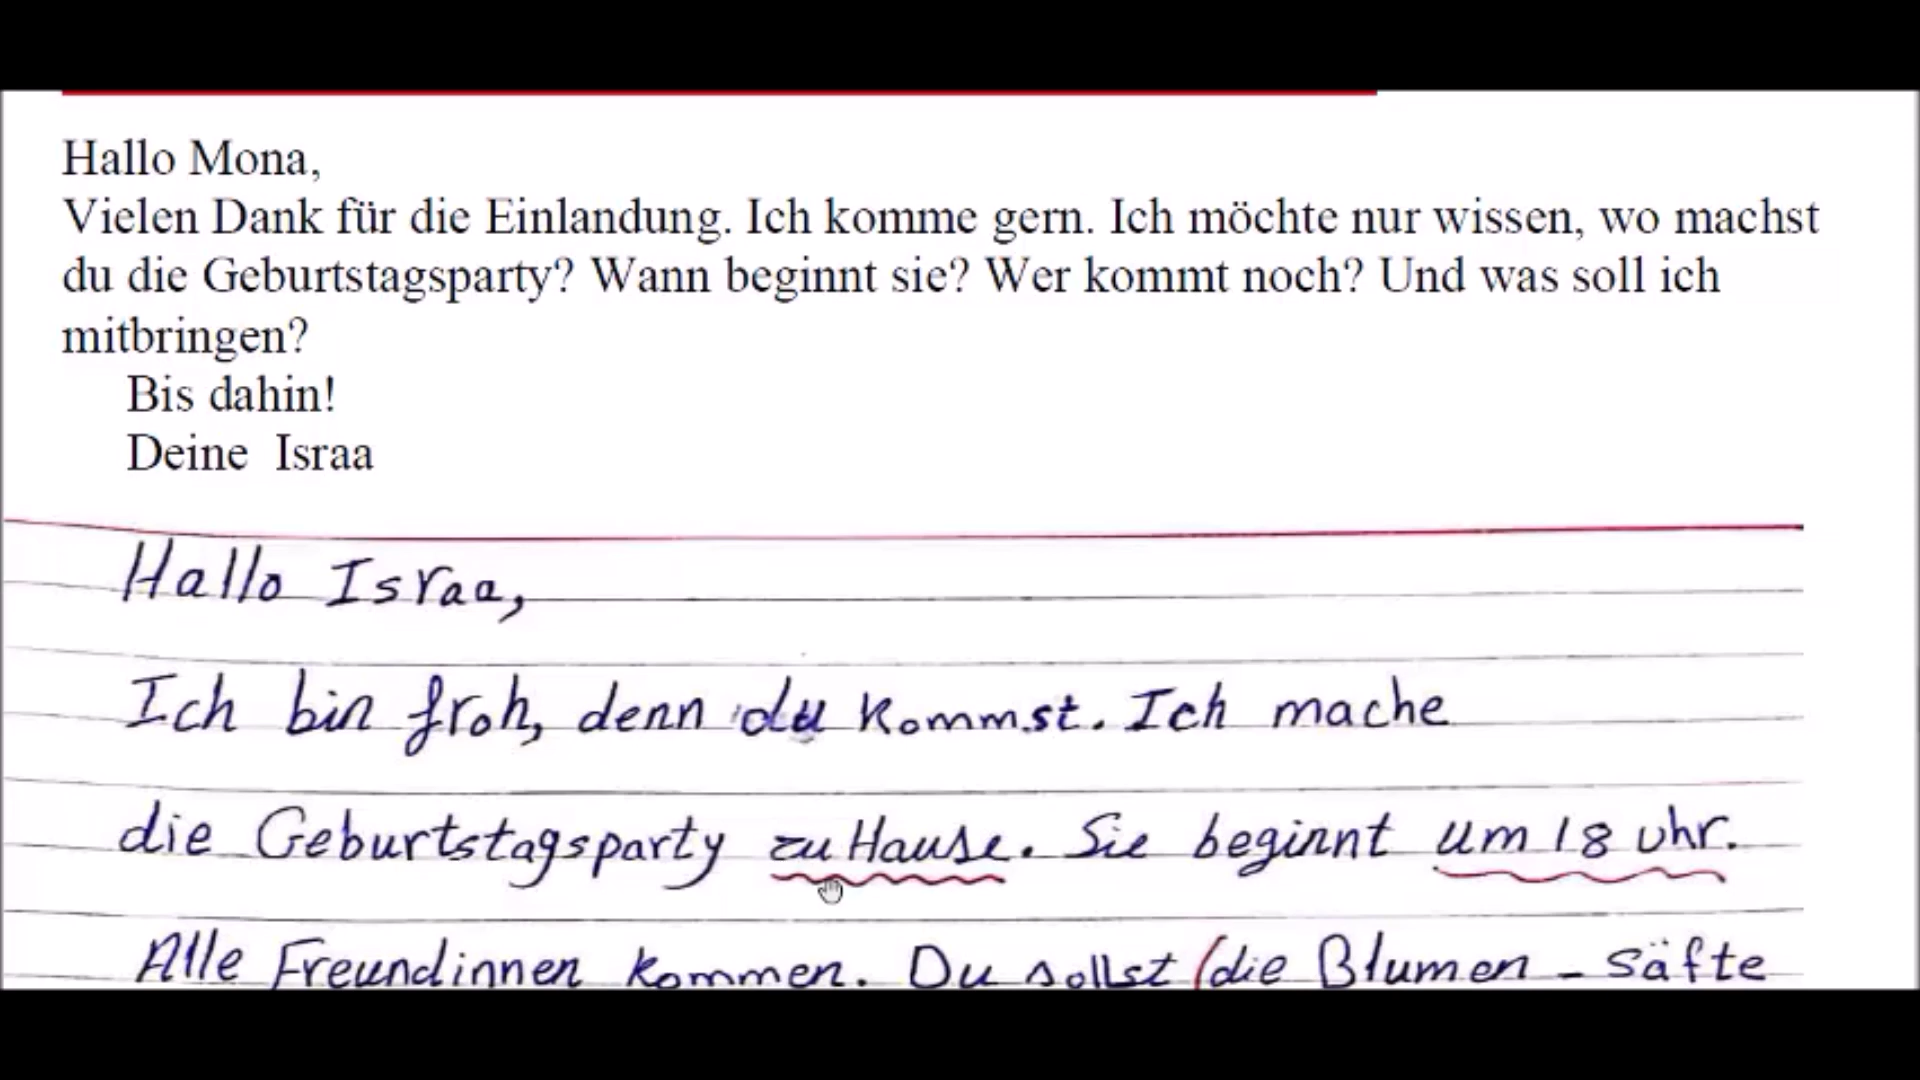 Hallo Mona,
Vielen Dank für die Einlandung. Ich komme gern. Ich möchte nur wissen, wo machst
du die Geburtstagsparty? Wann beginnt sie? Wer kommt noch? Und was soll ich
mitbringen?
Bis dahin!
Deine Israa
Hallo Israa,
Ich bin froh, denn du kommst. Ich mache
die Geburtstagsparty zu Hause. Sie beginnt um 18 Uhr.
Alle Freundinnen kommen. Du sollst (die Blumen - Säfte